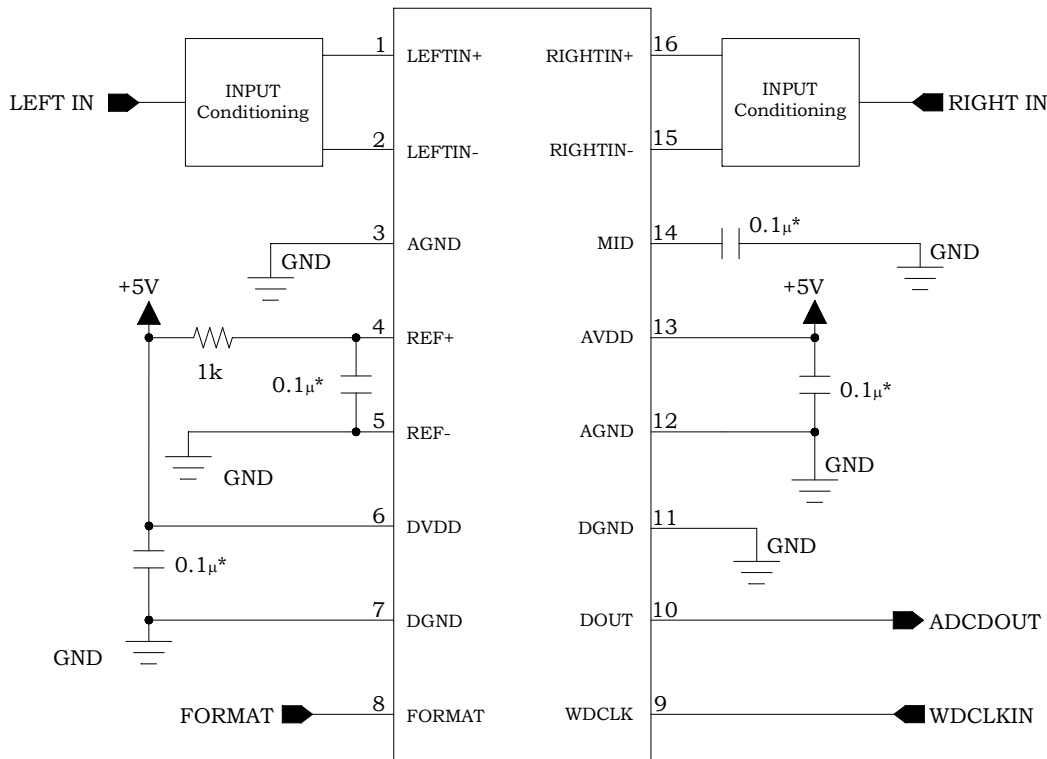 1
LEFTIN+
RIGHTIN+
16
INPUT
Conditioning
LEFT IN
INPUT
Conditioning
RIGHT IN
2
LEFTIN-
RIGHTIN-
15
3
AGND
GND
MID
14
0.1µ*
GND
+5V
4
REF+
1k
0.1µ*
5
REF-
GND
+5V
AVDD
13
0.1µ*
AGND
12
GND
6
DVDD
0.1µ*
DGND
11
GND
7
DGND
GND
DOUT
10
ADCDOUT
FORMAT
8
FORMAT
WDCLK
9
WDCLKIN